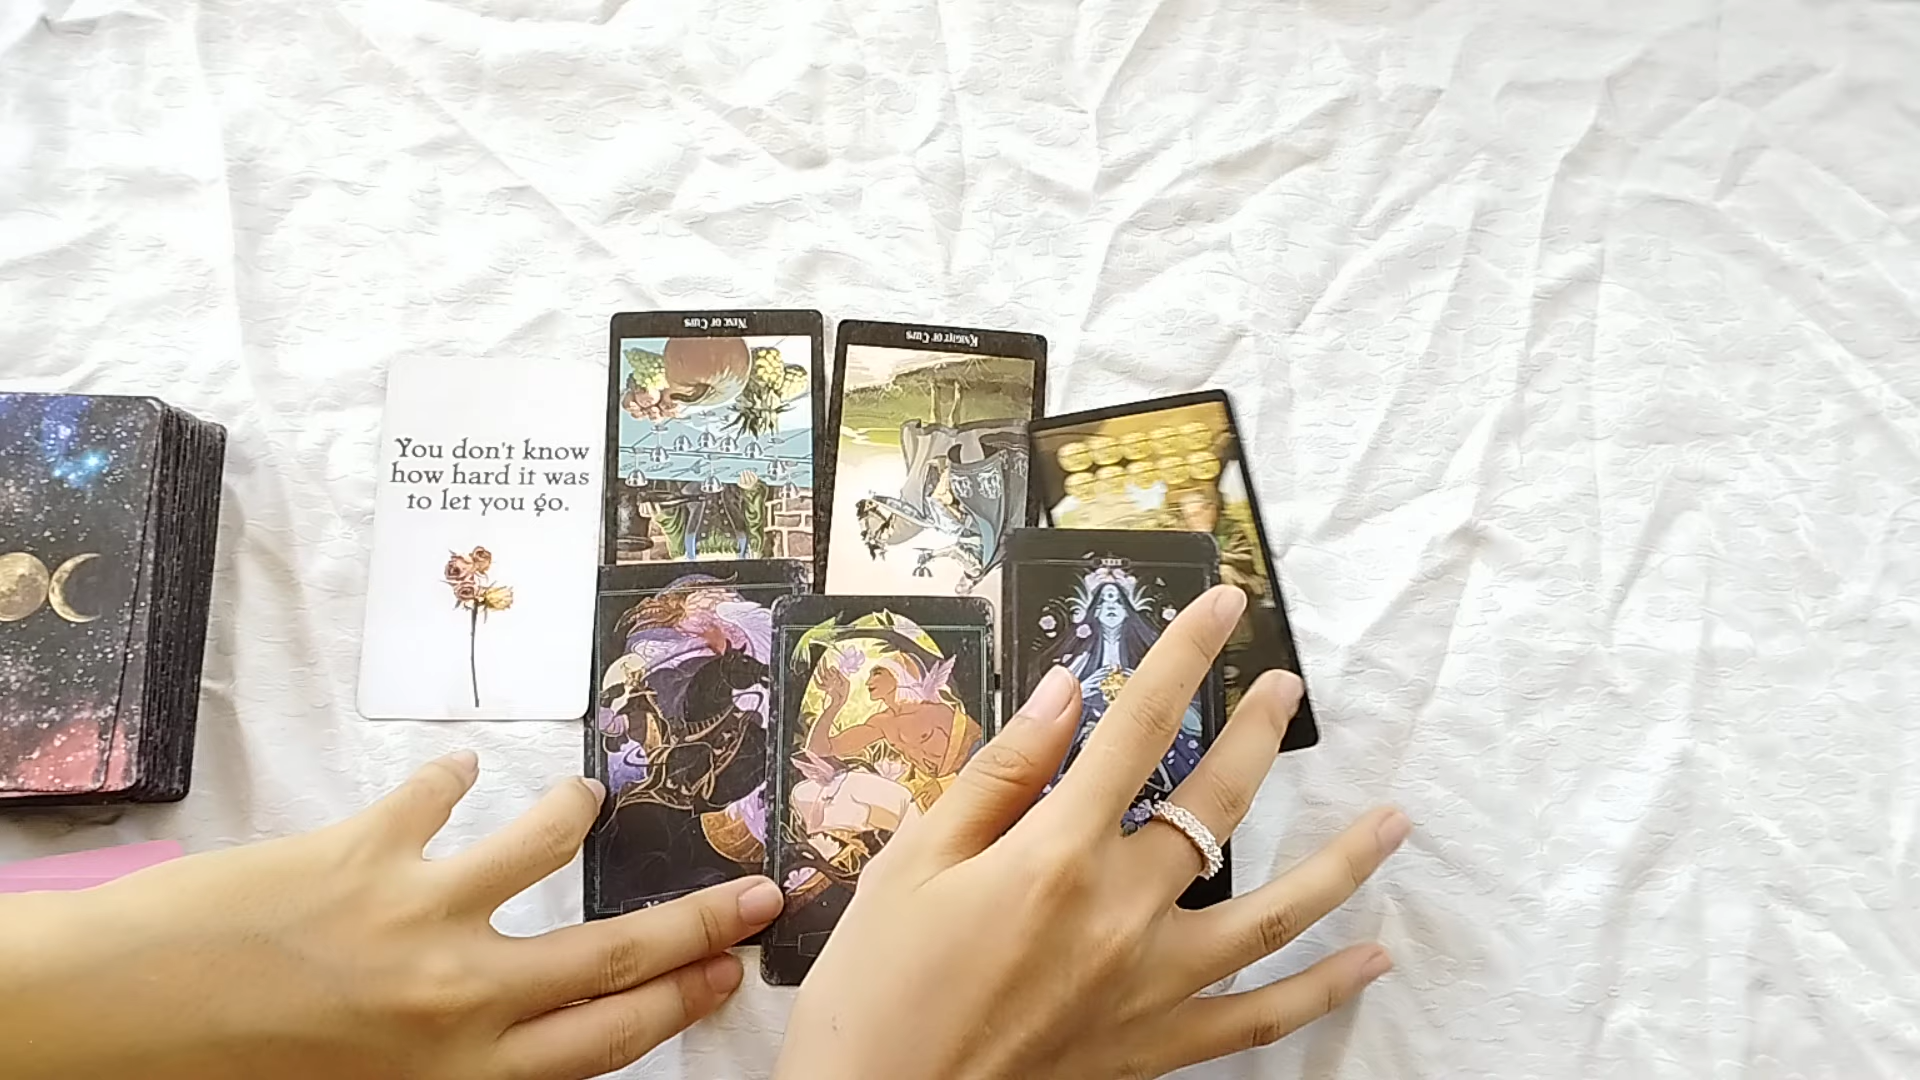 Nine of Cups
Knight of Cups
You don't know
how hard it was
to let you go.